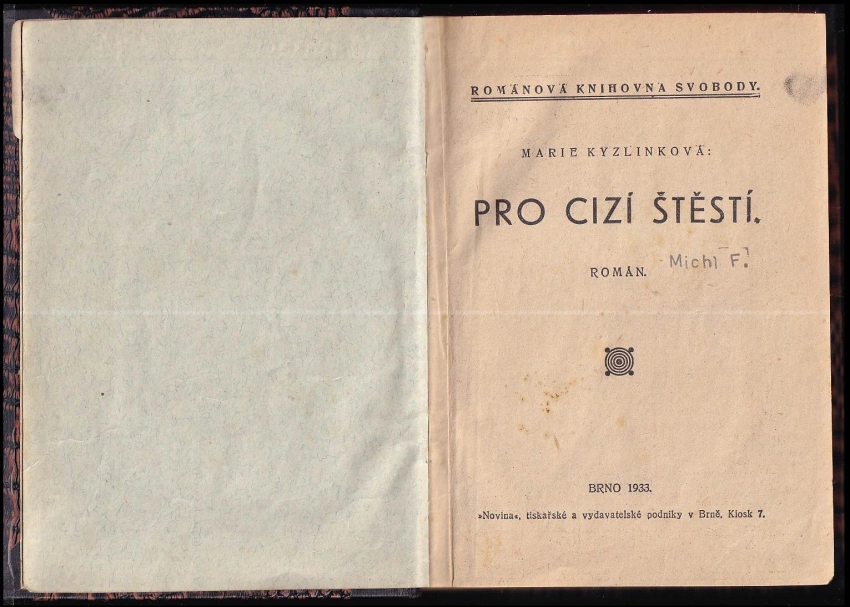 ROMÁNOVÁ KNIHOVNA SVOBODY.
MARIE KYZLINKOVÁ:
PRO CIZÍ ŠTĚSTÍ.
Michl F.
ROMÁN.
BRNO 1933.
»Novina«, tiskařské a vydavatelské podniky v Brně, Kiosk 7.